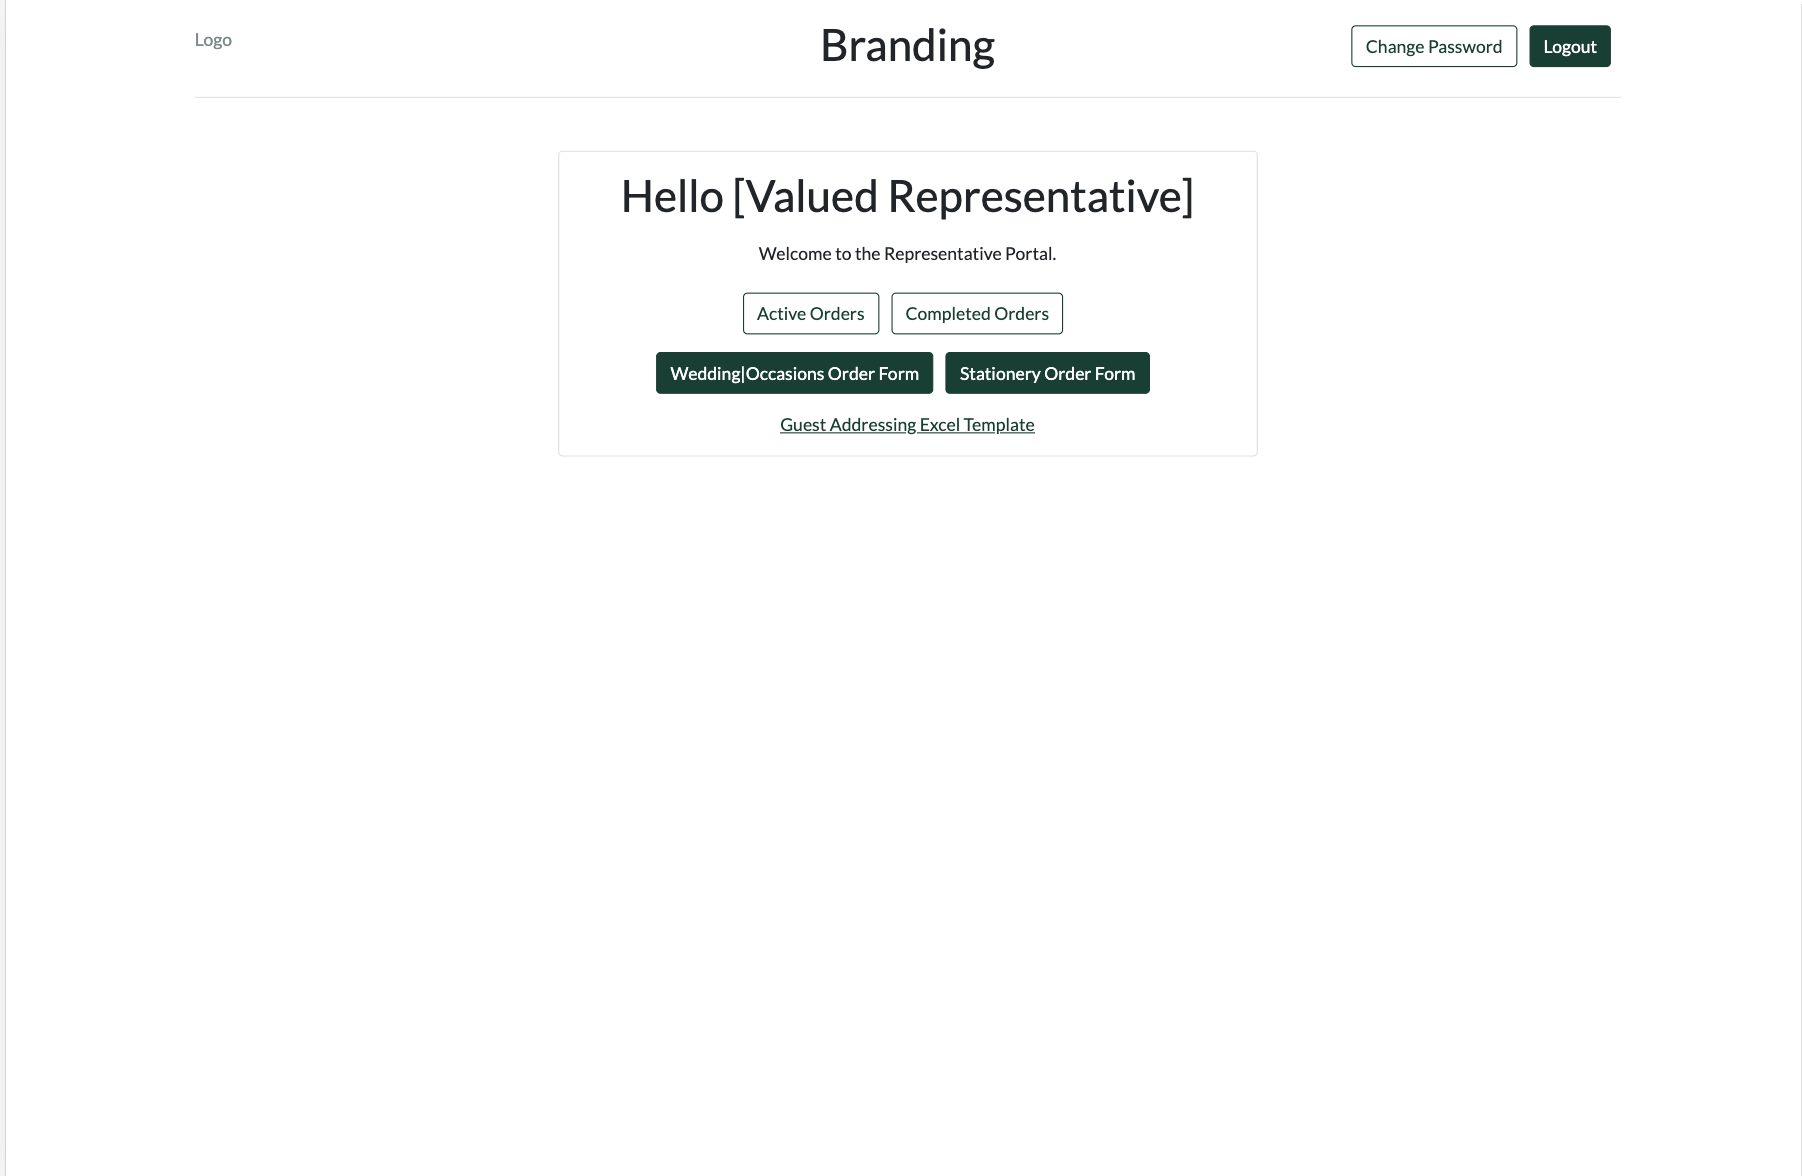 Logo
Branding
Change Password
Logout
Hello [Valued Representative]
Welcome to the Representative Portal.
Active Orders
Completed Orders
Wedding|Occasions Order Form
Stationery Order Form
Guest Addressing Excel Template